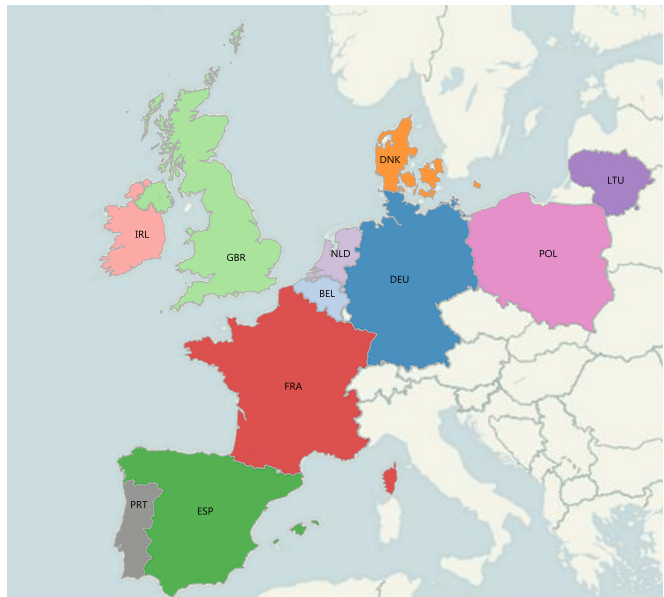 DNK
LTU
IRL
GBR
NLD
POL
DEU
BEL
FRA
PRT
ESP